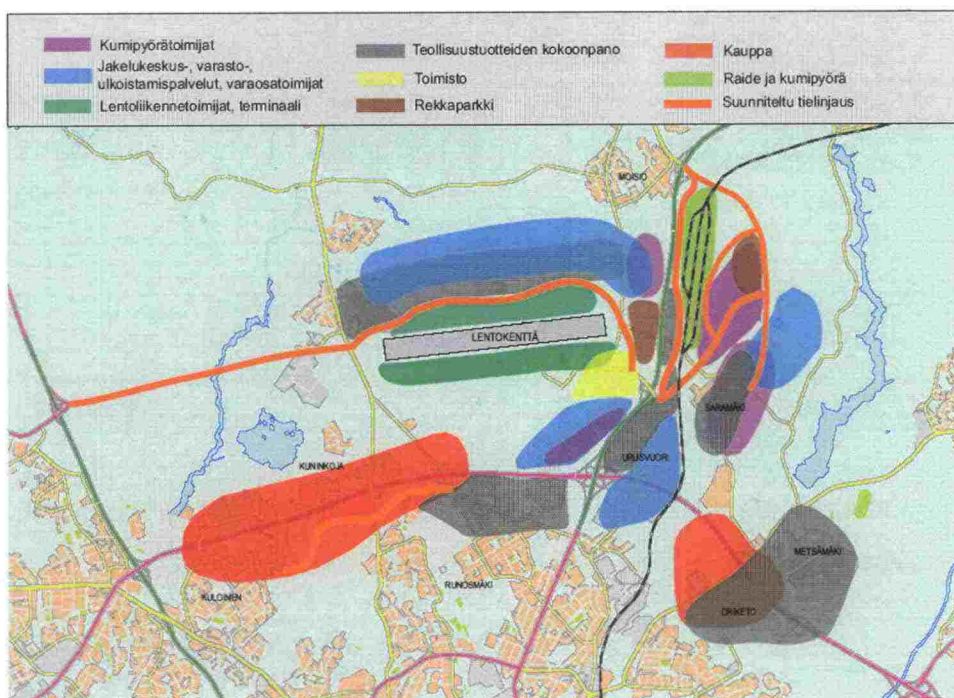 Kumipyörätoimijat
Jakelukeskus-, varasto-,
ulkoistamispalvelut, varaosatoimijat
Lentoliikennetoimijat, terminaali
Teollisuustuotteiden kokoonpano
Toimisto
Rekkaparkki
Kauppa
Raide ja kumipyörä
Suunniteltu tielinjaus
MOISIO
LENTOKENTTÄ
SARAMÄKI
URUSVUORI
KUNINKOJA
METSÄMÄKI
RUNOSMÄKI
KULOINEN
ORIKETO